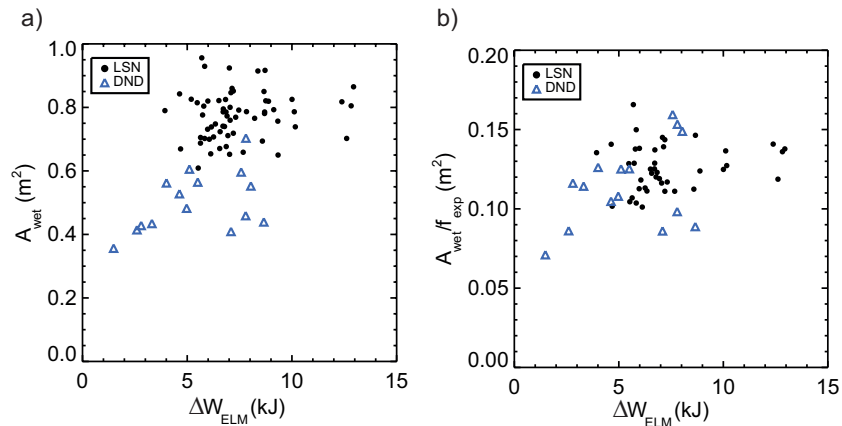 a)
1.0
0.8
0.6
0.4
0.2
0.0
A_wet (m²)
LSN
DND
0 5 10 15
ΔW_ELM (kJ)
b)
0.20
0.15
0.10
0.05
0.00
A_wet/f_exp (m²)
LSN
DND
0 5 10 15
ΔW_ELM (kJ)